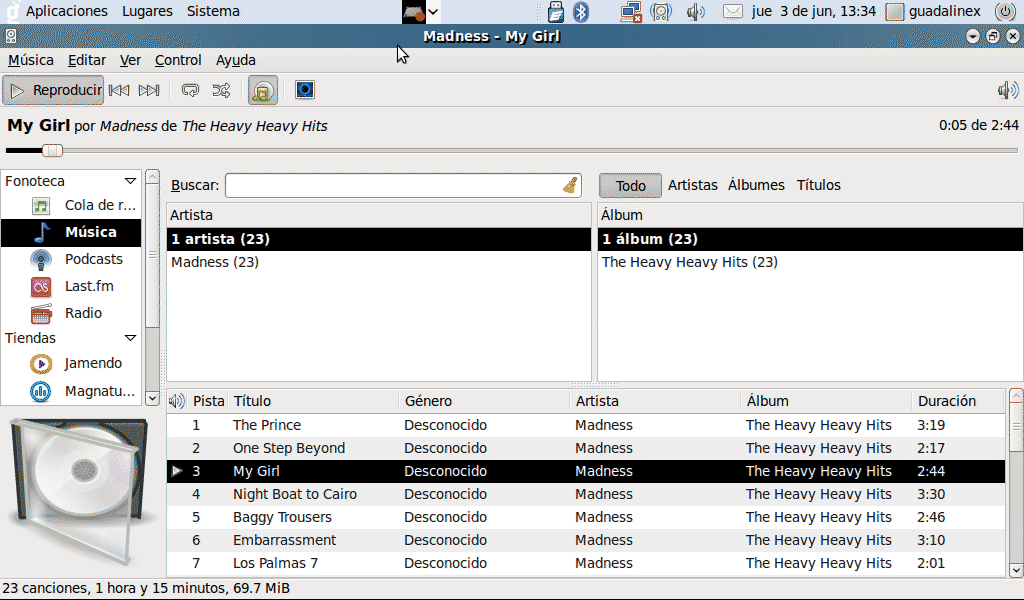 Aplicaciones Lugares Sistema jue 3 de jun, 13:34 guadalinex
Madness - My Girl
Música Editar Ver Control Ayuda
Reproducir
My Girl por Madness de The Heavy Heavy Hits 0:05 de 2:44
Fonoteca
Cola de r...
Música
Podcasts
Last.fm
Radio
Tiendas
Jamendo
Magnatu...
Buscar: Todo Artistas Álbumes Títulos
Artista Álbum
1 artista (23) 1 álbum (23)
Madness (23) The Heavy Heavy Hits (23)
Pista Título Género Artista Álbum Duración
1 The Prince Desconocido Madness The Heavy Heavy Hits 3:19
2 One Step Beyond Desconocido Madness The Heavy Heavy Hits 2:17
3 My Girl Desconocido Madness The Heavy Heavy Hits 2:44
4 Night Boat to Cairo Desconocido Madness The Heavy Heavy Hits 3:30
5 Baggy Trousers Desconocido Madness The Heavy Heavy Hits 2:46
6 Embarrassment Desconocido Madness The Heavy Heavy Hits 3:10
7 Los Palmas 7 Desconocido Madness The Heavy Heavy Hits 2:01
23 canciones, 1 hora y 15 minutos, 69.7 MiB